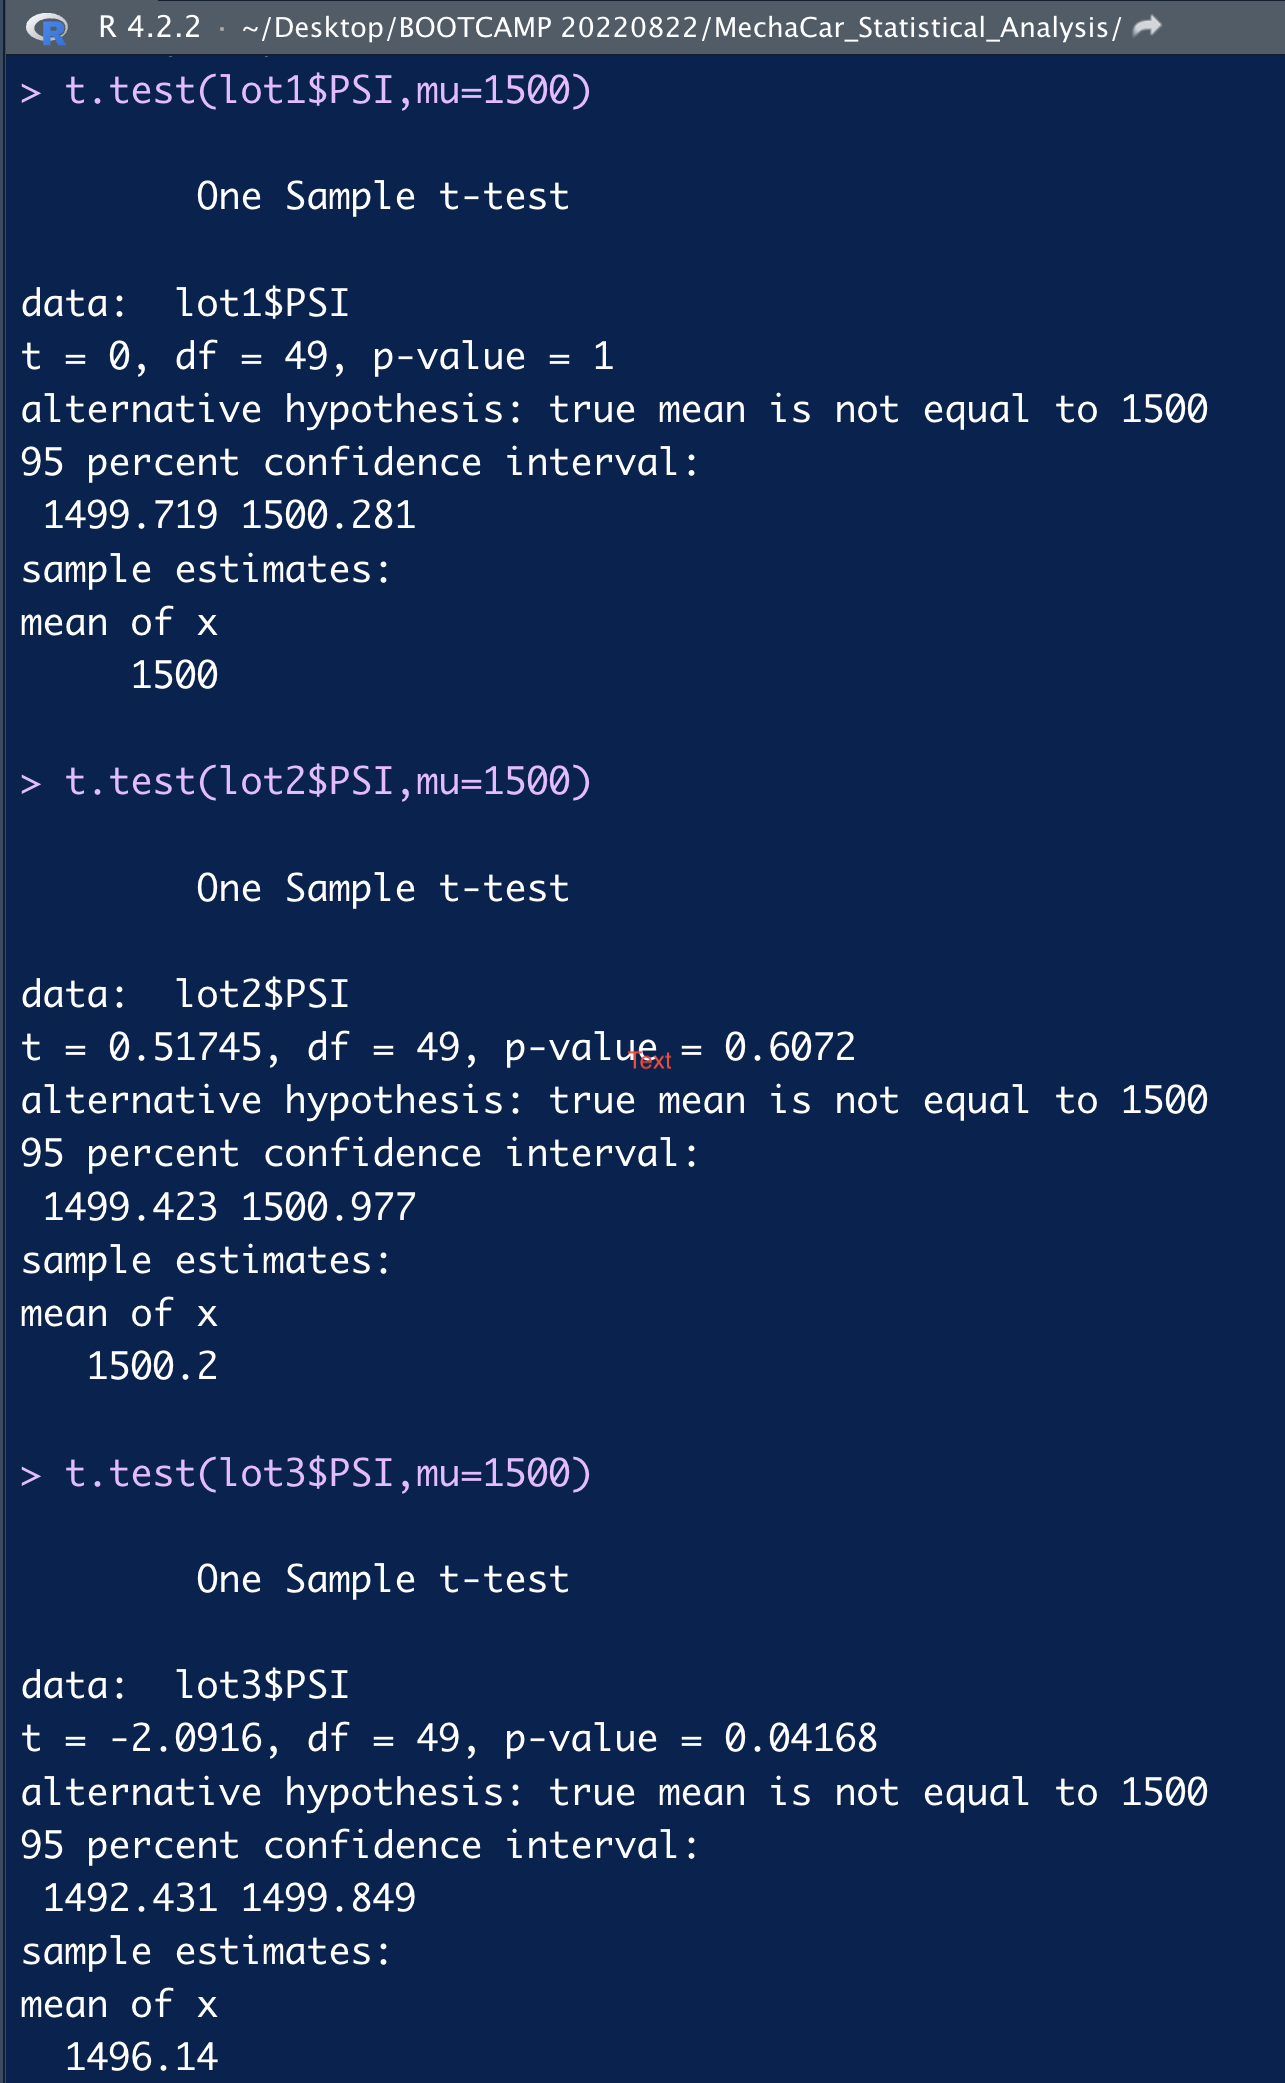 R 4.2.2 · ~/Desktop/BOOTCAMP 20220822/MechaCar_Statistical_Analysis/
> t.test(lot1$PSI,mu=1500)
One Sample t-test
data:  lot1$PSI
t = 0, df = 49, p-value = 1
alternative hypothesis: true mean is not equal to 1500
95 percent confidence interval:
1499.719 1500.281
sample estimates:
mean of x
1500
> t.test(lot2$PSI,mu=1500)
One Sample t-test
data:  lot2$PSI
t = 0.51745, df = 49, p-value = 0.6072
Text
alternative hypothesis: true mean is not equal to 1500
95 percent confidence interval:
1499.423 1500.977
sample estimates:
mean of x
1500.2
> t.test(lot3$PSI,mu=1500)
One Sample t-test
data:  lot3$PSI
t = -2.0916, df = 49, p-value = 0.04168
alternative hypothesis: true mean is not equal to 1500
95 percent confidence interval:
1492.431 1499.849
sample estimates:
mean of x
1496.14